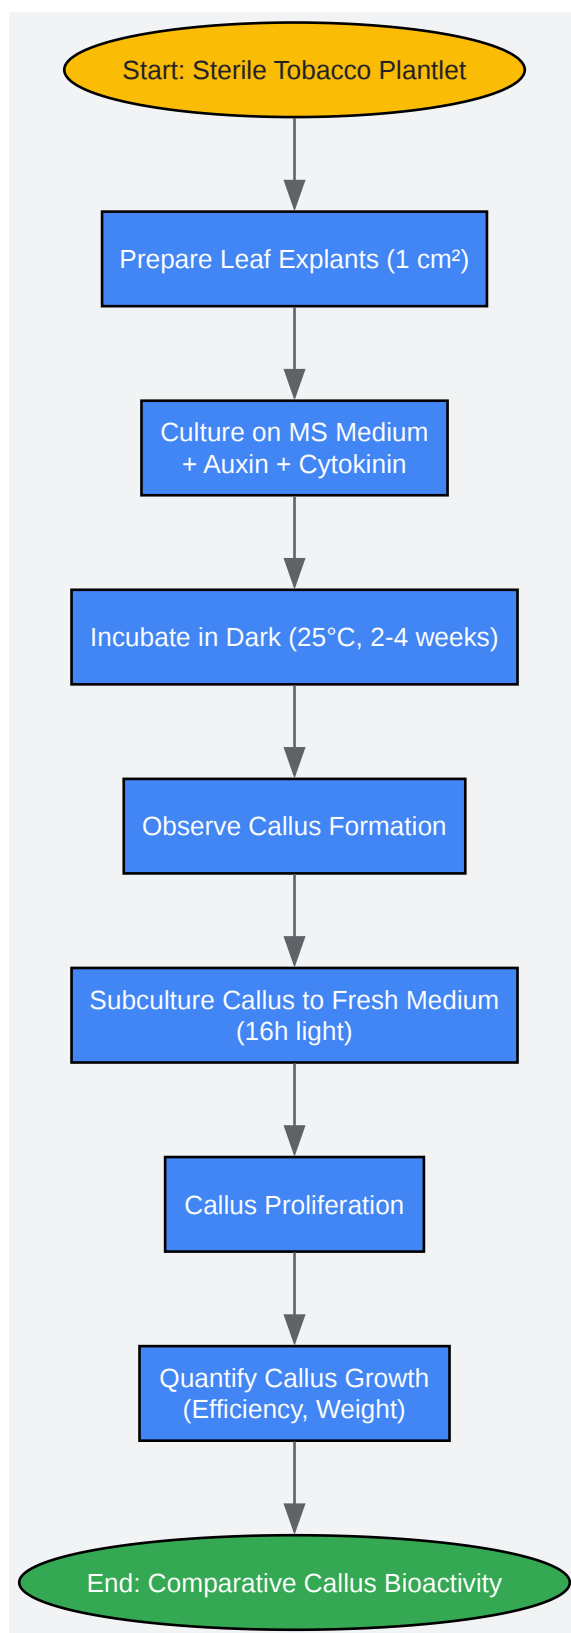 Start: Sterile Tobacco Plantlet
Prepare Leaf Explants (1 cm²)
Culture on MS Medium
+ Auxin + Cytokinin
Incubate in Dark (25°C, 2-4 weeks)
Observe Callus Formation
Subculture Callus to Fresh Medium
(16h light)
Callus Proliferation
Quantify Callus Growth
(Efficiency, Weight)
End: Comparative Callus Bioactivity